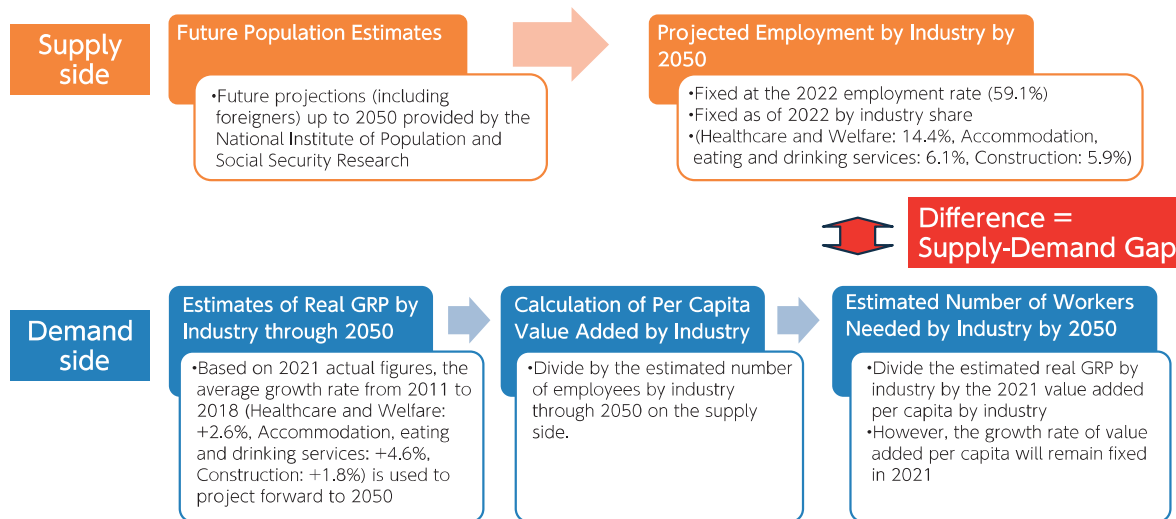 Supply
side
Future Population Estimates
•Future projections (including
foreigners) up to 2050 provided by the
National Institute of Population and
Social Security Research
Projected Employment by Industry by
2050
•Fixed at the 2022 employment rate (59.1%)
•Fixed as of 2022 by industry share
•(Healthcare and Welfare: 14.4%, Accommodation,
eating and drinking services: 6.1%, Construction: 5.9%)
Difference =
Supply-Demand Gap
Demand
side
Estimates of Real GRP by
Industry through 2050
•Based on 2021 actual figures, the
average growth rate from 2011 to
2018 (Healthcare and Welfare:
+2.6%, Accommodation, eating
and drinking services: +4.6%,
Construction: +1.8%) is used to
project forward to 2050
Calculation of Per Capita
Value Added by Industry
•Divide by the estimated number
of employees by industry
through 2050 on the supply
side.
Estimated Number of Workers
Needed by Industry by 2050
•Divide the estimated real GRP by
industry by the 2021 value added
per capita by industry
•However, the growth rate of value
added per capita will remain fixed
in 2021